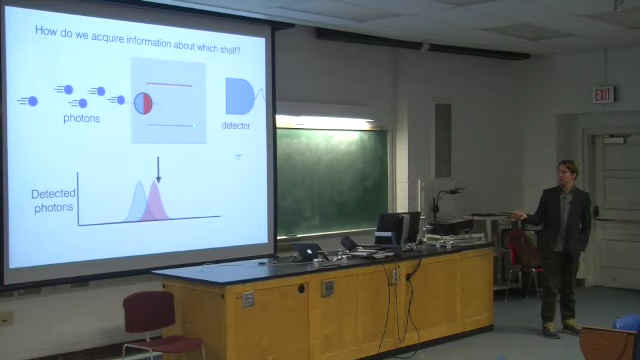 How do we acquire information about which shelf?
photons
detector
Detected
photons
EXIT